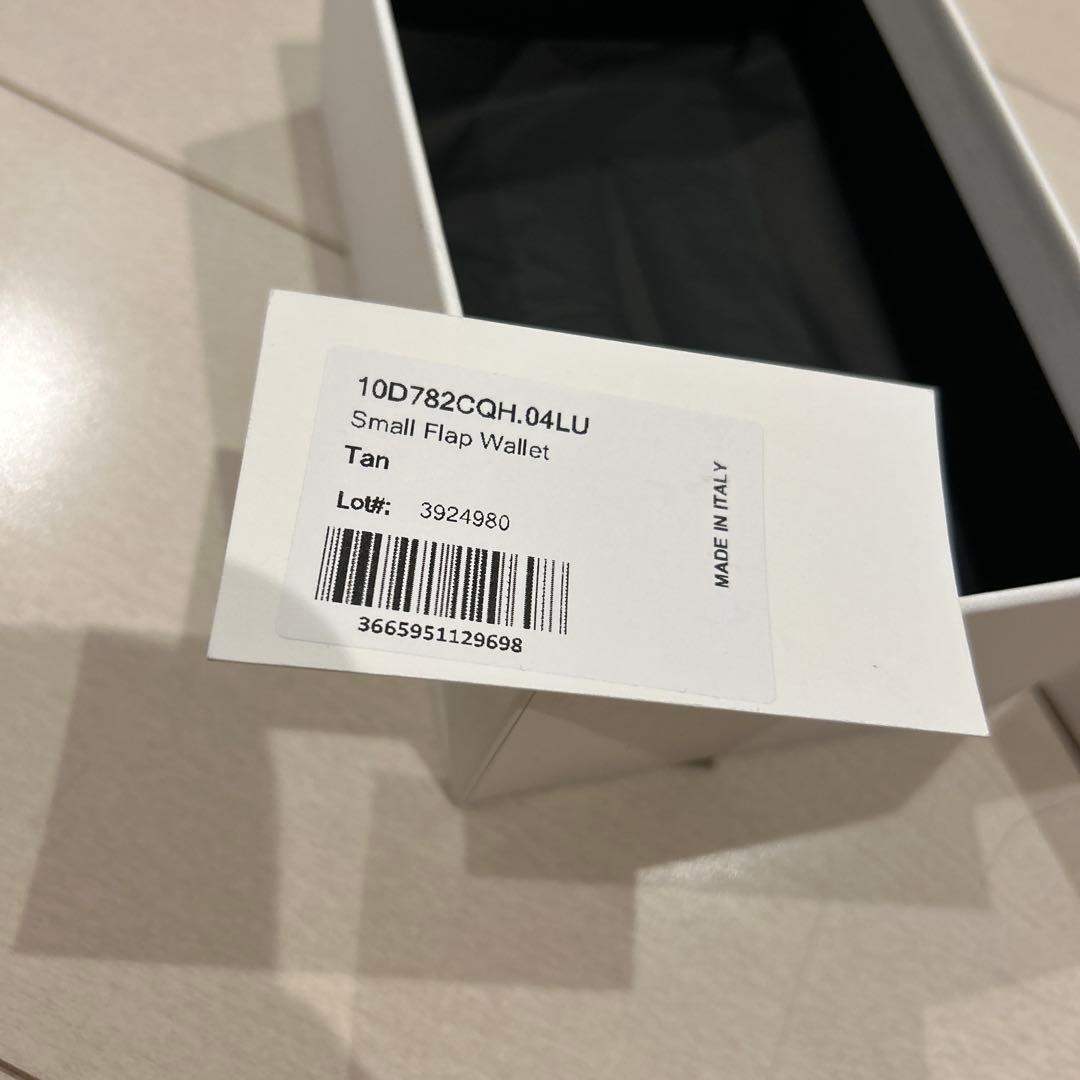 10D782CQH.04LU
Small Flap Wallet
Tan
Lot#: 3924980
3665951129698
MADE IN ITALY